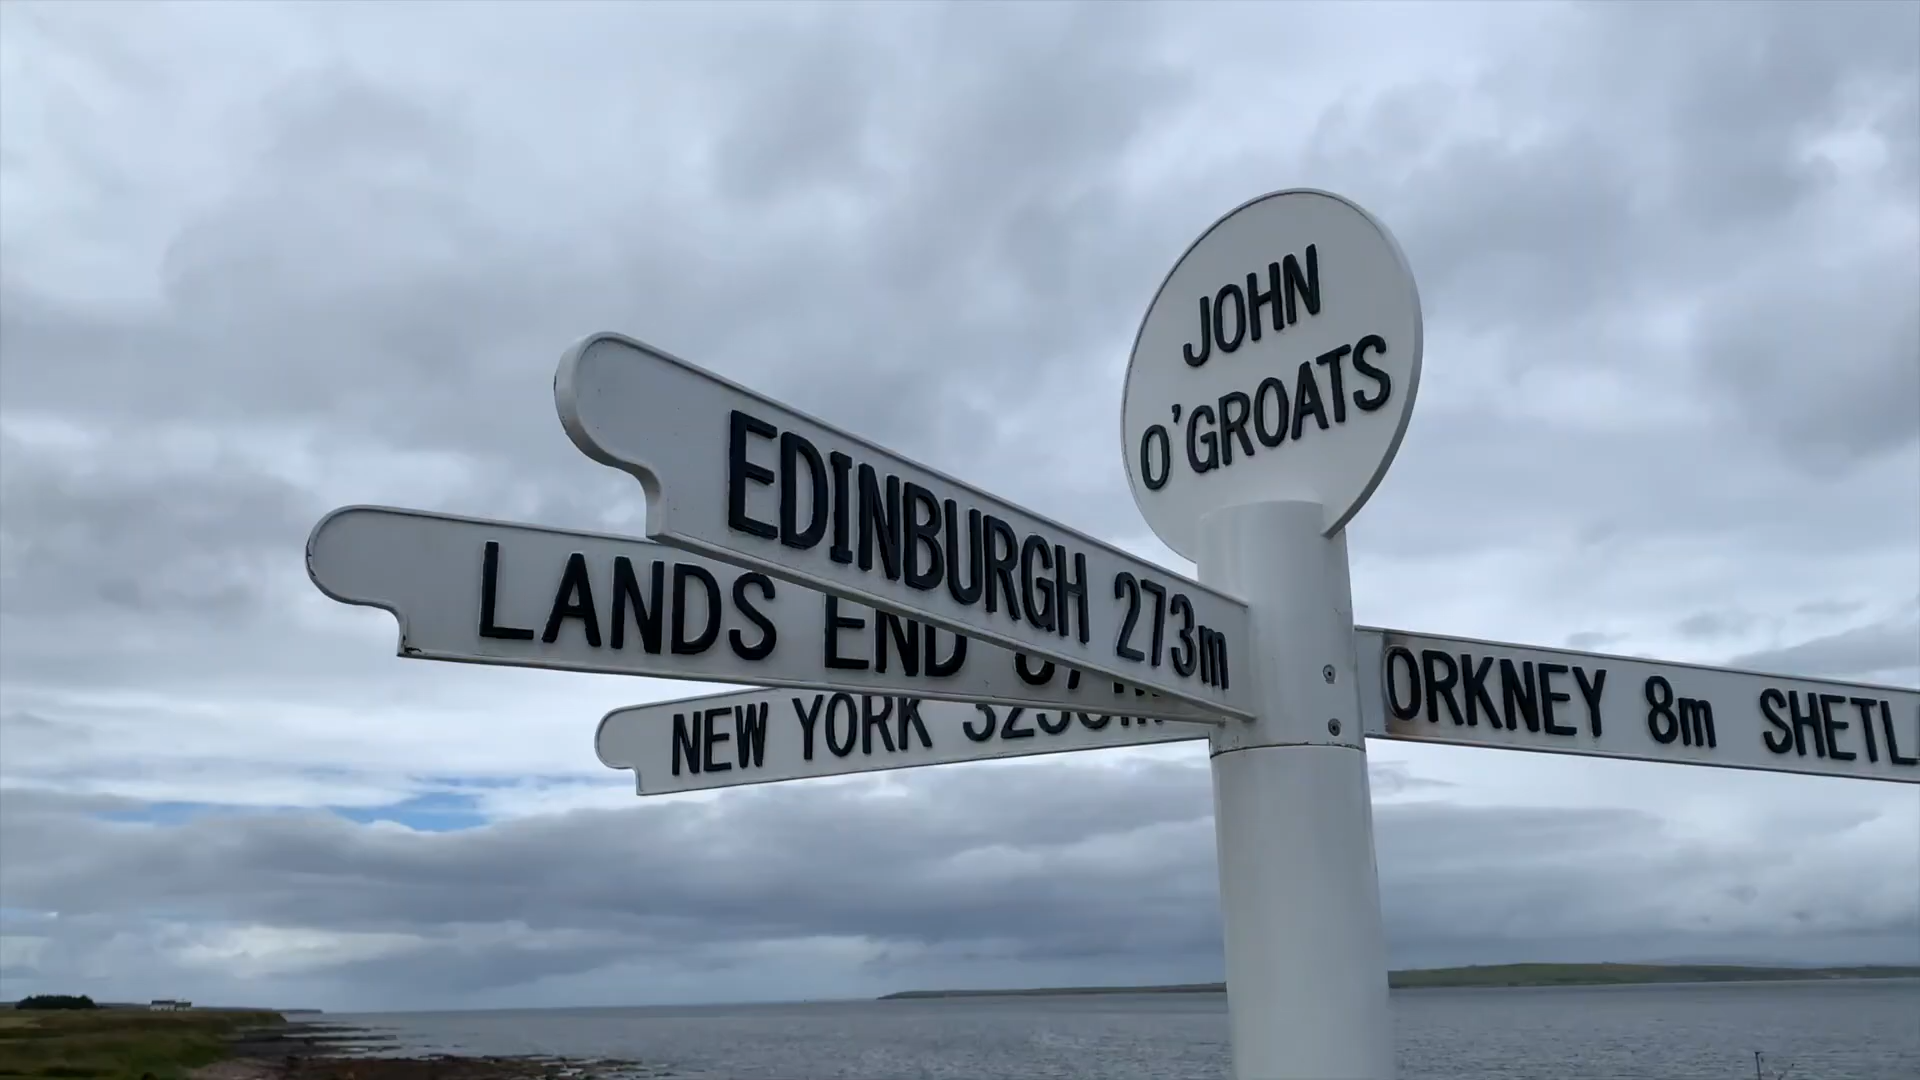 JOHN
O'GROATS
EDINBURGH 273m
LANDS END
NEW YORK
ORKNEY 8m